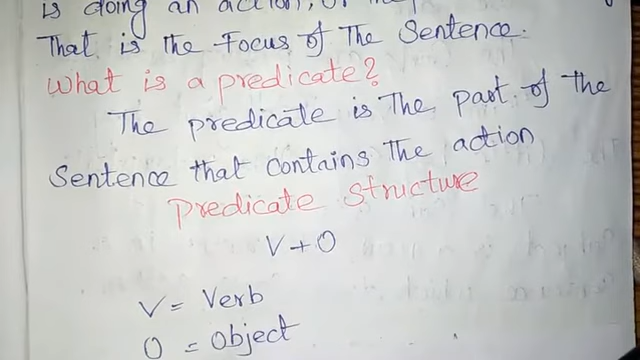 is doing an action, or the
That is the Focus of The Sentence.
What is a predicate?
The predicate is The part of The
Sentence that contains The action
Predicate Structure
V+O
V = Verb
O = Object